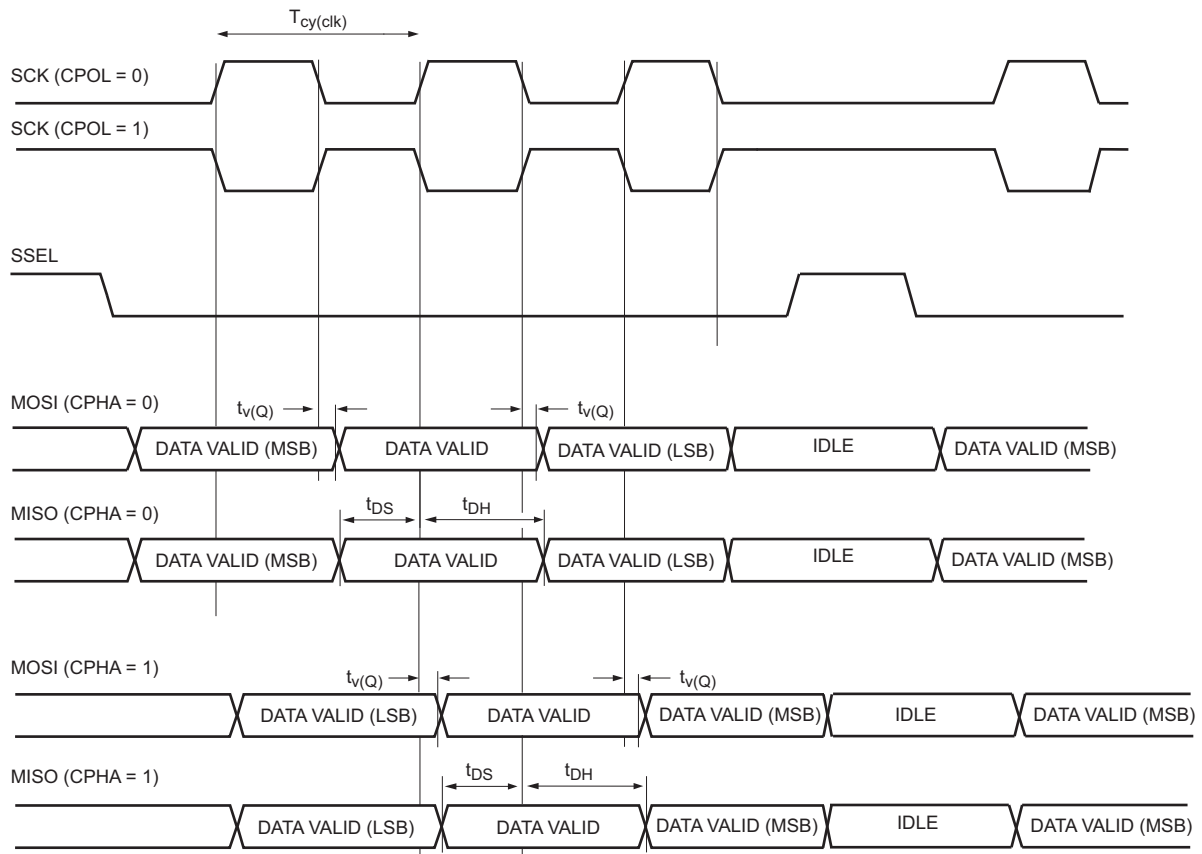 Tcy(clk)
SCK (CPOL = 0)
SCK (CPOL = 1)
SSEL
MOSI (CPHA = 0)
tv(Q) tv(Q)
DATA VALID (MSB) DATA VALID DATA VALID (LSB) IDLE DATA VALID (MSB)
tDS tDH
MISO (CPHA = 0)
DATA VALID (MSB) DATA VALID DATA VALID (LSB) IDLE DATA VALID (MSB)
MOSI (CPHA = 1)
tv(Q) tv(Q)
DATA VALID (LSB) DATA VALID DATA VALID (MSB) IDLE DATA VALID (MSB)
tDS tDH
MISO (CPHA = 1)
DATA VALID (LSB) DATA VALID DATA VALID (MSB) IDLE DATA VALID (MSB)